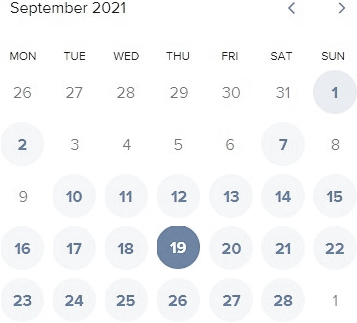 September 2021
MON TUE WED THU FRI SAT SUN
26 27 28 29 30 31 1
2 3 4 5 6 7 8
9 10 11 12 13 14 15
16 17 18 19 20 21 22
23 24 25 26 27 28 1